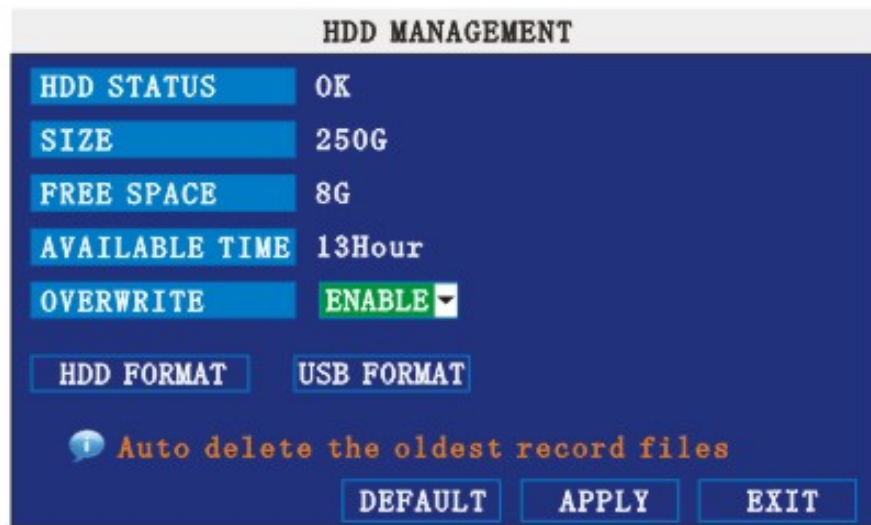 HDD MANAGEMENT
HDD STATUS OK
SIZE 250G
FREE SPACE 8G
AVAILABLE TIME 13Hour
OVERWRITE ENABLE
HDD FORMAT USB FORMAT
Auto delete the oldest record files
DEFAULT APPLY EXIT